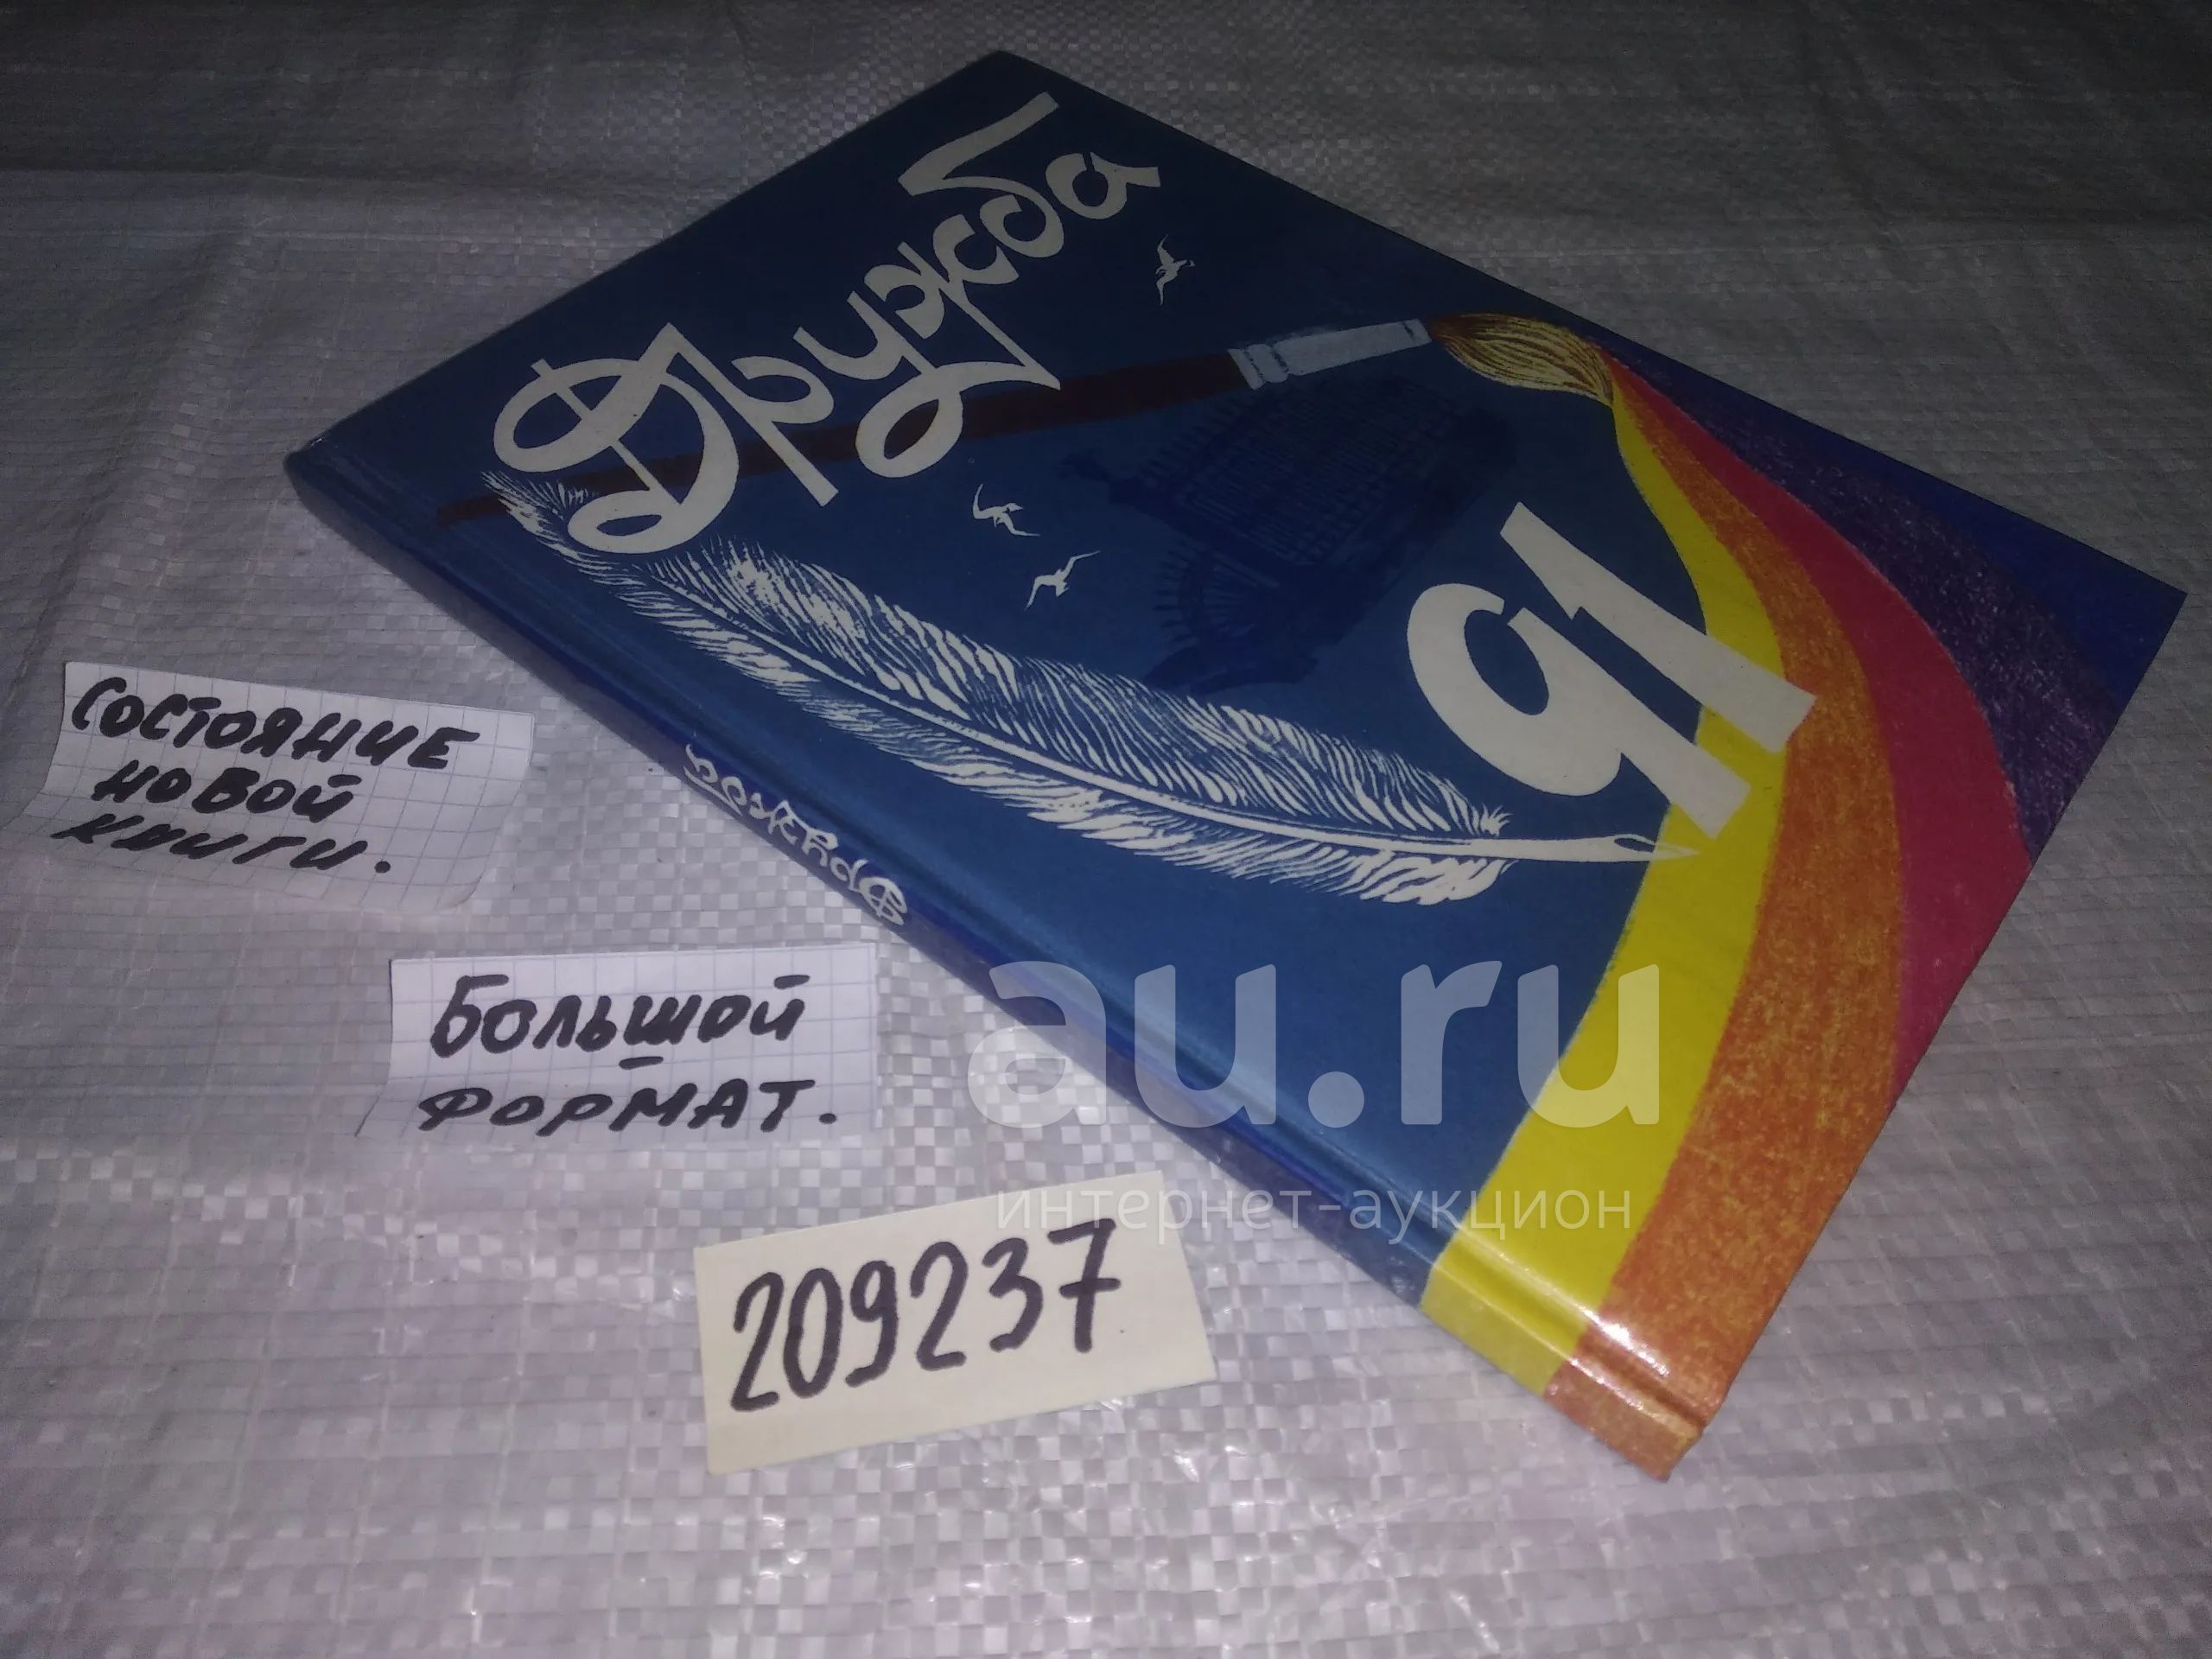 Дружба
91
Дружба
СОСТОЯНИЕ
НОВОЙ
КНИГИ.
БОЛЬШОЙ
ФОРМАТ.
au.ru
интернет-аукцион
209237